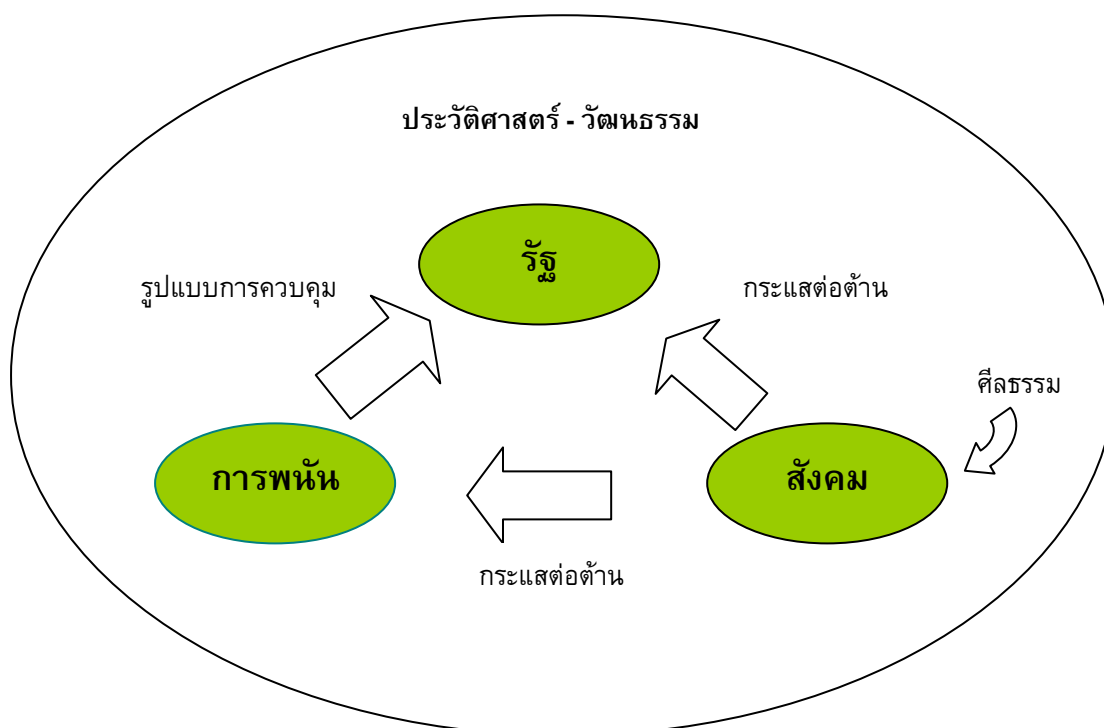 ประวัติศาสตร์ - วัฒนธรรม
รัฐ
รูปแบบการควบคุม
กระแสต่อต้าน
ศีลธรรม
การพนัน
สังคม
กระแสต่อต้าน